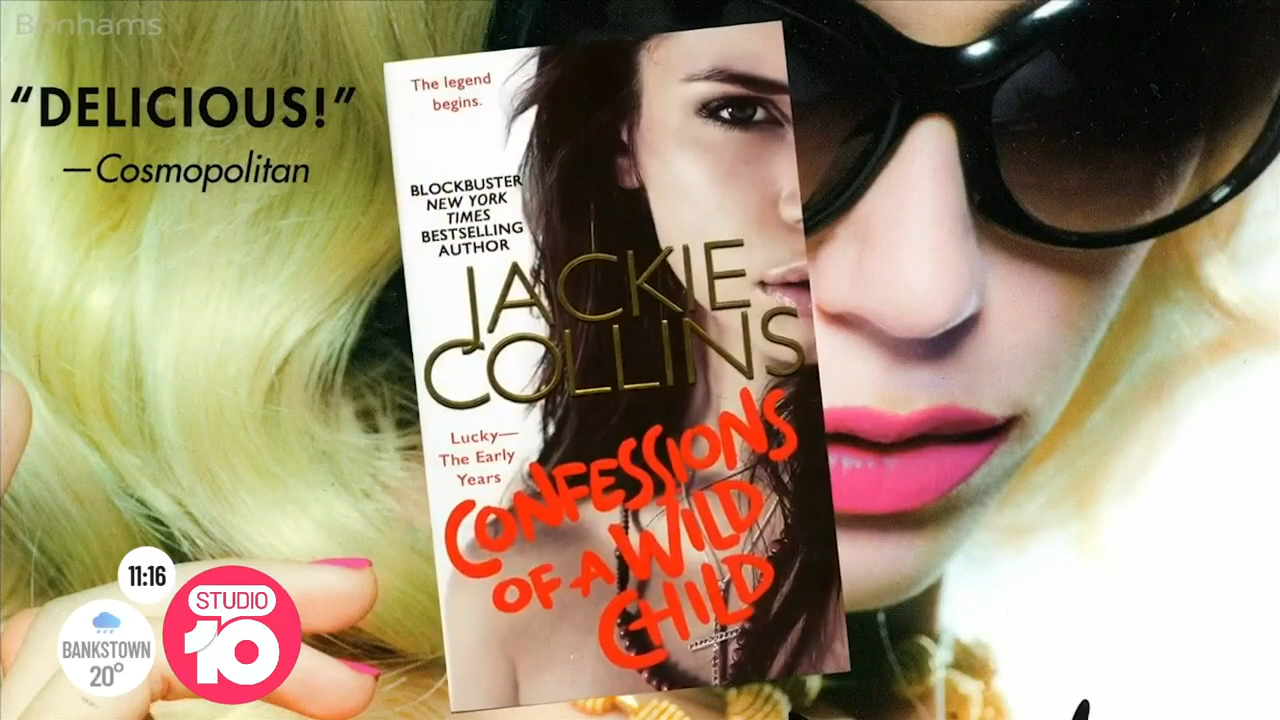 Bonhams
“DELICIOUS!”
—Cosmopolitan
The legend
begins.
BLOCKBUSTER
NEW YORK
TIMES
BESTSELLING
AUTHOR
JACKIE
COLLINS
Lucky—
The Early
Years
CONFESSIONS
OF A WILD
CHILD
11:16
BANKSTOWN
20°
STUDIO
10